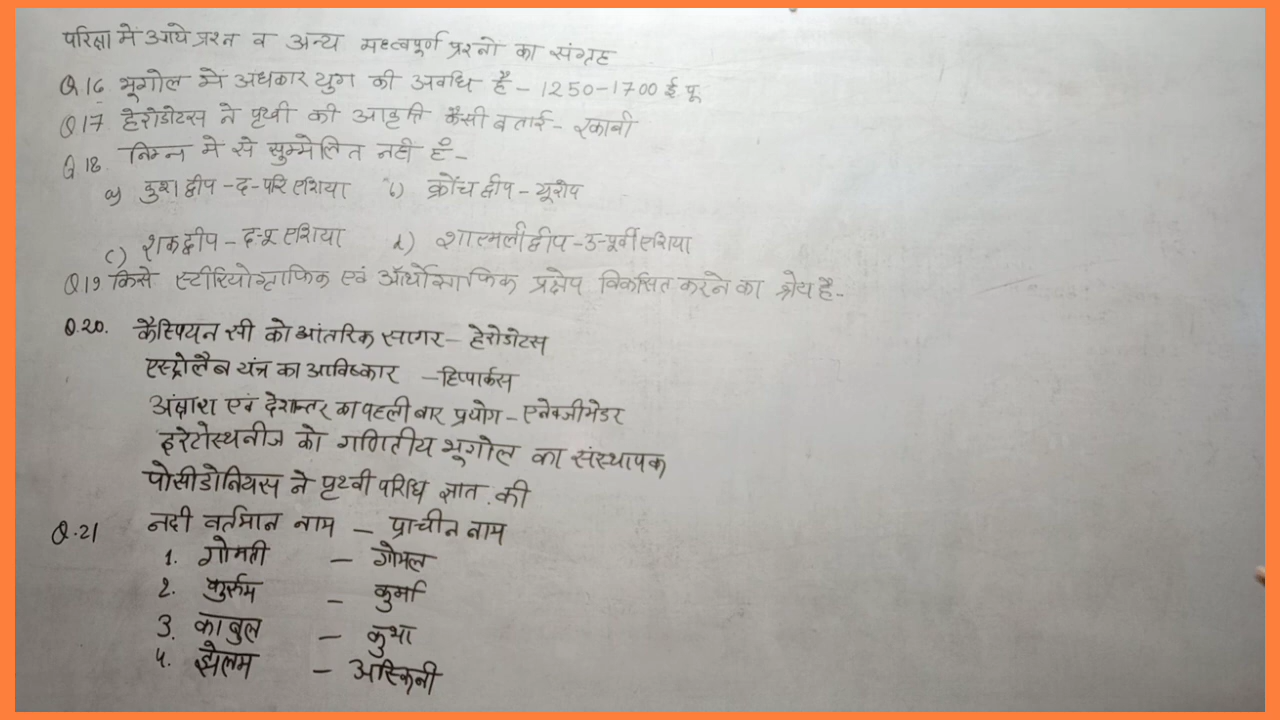 परिक्षा में आये प्रश्न व अन्य महत्वपूर्ण प्रश्नों का संग्रह
Q.16. भूगोल में अंधकार युग की अवधि है - 1250-1700 ई.पू
Q.17. हेरोडोटस ने पृथ्वी की आकृति कैसी बताई - रकाबी
Q.18. निम्न में से सुम्मेलित नही है -
a) कुश द्वीप - द-परि एशिया b) क्रोंच द्वीप - यूरोप
c) शकद्वीप - द-पू एशिया d) शाल्मली द्वीप - उ-पूर्वी एशिया
Q.19 किसे स्टीरियोग्राफिक एवं ऑर्थोग्राफिक प्रक्षेप विकसित करने का श्रेय है -
Q.20. कैस्पियन सी को आंतरिक सागर - हेरोडोटस
एस्ट्रोलैब यंत्र का आविष्कार - हिप्पार्कस
अंक्षाश एवं देशान्तर का पहली बार प्रयोग - एनेक्जीमेडर
इरेटोस्थनीज को गणितीय भूगोल का संस्थापक
पोसीडोनियस ने पृथ्वी परिधि ज्ञात की
Q.21 नदी वर्तमान नाम - प्राचीन नाम
1. गोमती - गोमल
2. कुर्रुम - कुर्मा
3. काबुल - कुभा
4. झेलम - अस्किनी